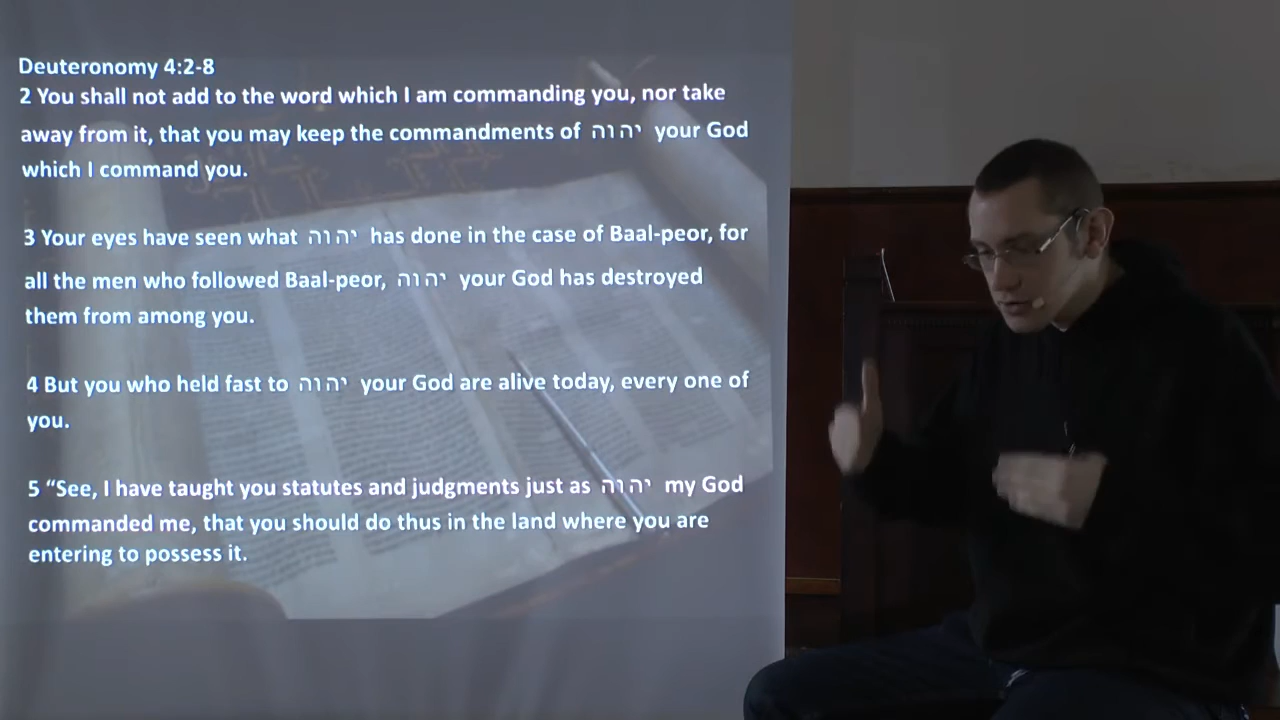 Deuteronomy 4:2-8
2 You shall not add to the word which I am commanding you, nor take
away from it, that you may keep the commandments of יהוה your God
which I command you.
3 Your eyes have seen what יהוה has done in the case of Baal-peor, for
all the men who followed Baal-peor, יהוה your God has destroyed
them from among you.
4 But you who held fast to יהוה your God are alive today, every one of
you.
5 “See, I have taught you statutes and judgments just as יהוה my God
commanded me, that you should do thus in the land where you are
entering to possess it.